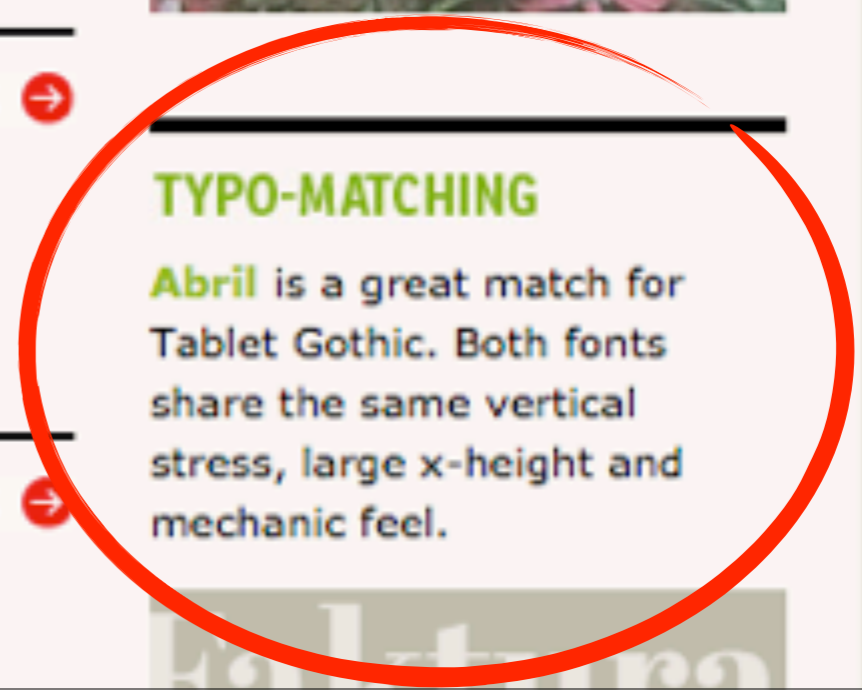 TYPO-MATCHING
Abril is a great match for
Tablet Gothic. Both fonts
share the same vertical
stress, large x-height and
mechanic feel.
Faktura